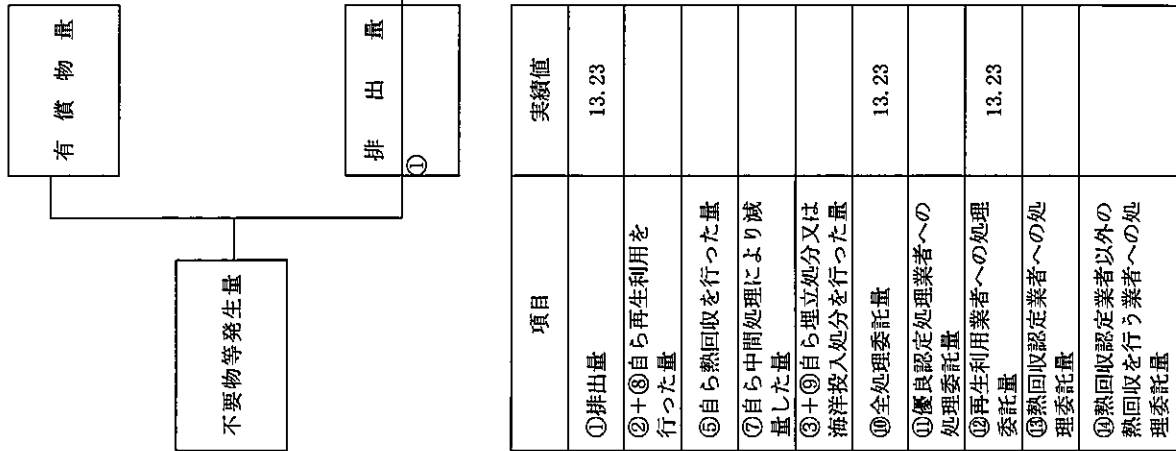 有償物量
不要物等発生量
排出量
①
項目 実績値
①排出量 13.23
②+⑧自ら再生利用を
行った量
⑤自ら熱回収を行った量
⑦自ら中間処理により減
量した量
③+⑨自ら埋立処分又は
海洋投入処分を行った量
⑩全処理委託量 13.23
⑪優良認定処理業者への
処理委託量
⑫再生利用業者への処理
委託量 13.23
⑬熱回収認定業者への処
理委託量
⑭熱回収認定業者以外の
熱回収を行う業者への処
理委託量